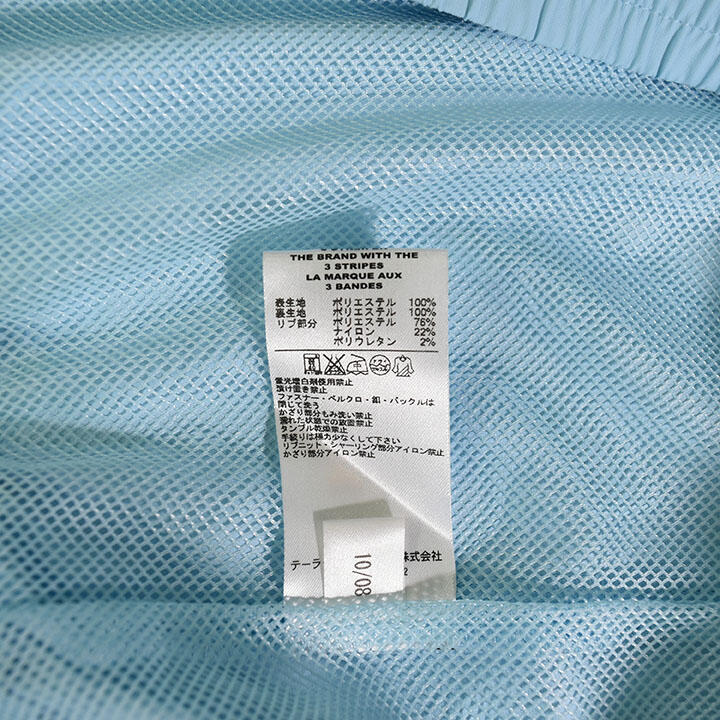 THE BRAND WITH THE
3 STRIPES
LA MARQUE AUX
3 BANDES
表生地 ポリエステル 100%
裏生地 ポリエステル 100%
リブ部分 ポリエステル 76%
ナイロン 22%
ポリウレタン 2%
蛍光増白剤使用禁止
漬け置き禁止
ファスナー・ベルクロ・釦・バックルは
閉じて洗う
かざり部分もみ洗い禁止
濡れた状態での放置禁止
タンブル乾燥禁止
手絞りは極力少なくして下さい
リブニット・シャーリング部分アイロン禁止
かざり部分アイロン禁止
テーラ 株式会社
2
10/08